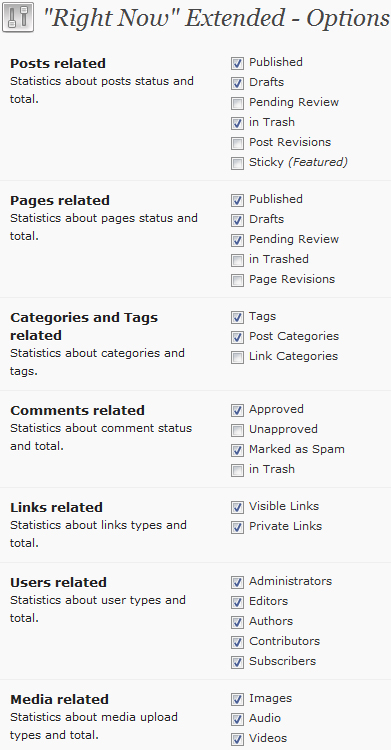 "Right Now" Extended - Options
Posts related
Statistics about posts status and
total.
Published
Drafts
Pending Review
in Trash
Post Revisions
Sticky (Featured)
Pages related
Statistics about pages status and
total.
Published
Drafts
Pending Review
in Trashed
Page Revisions
Categories and Tags
related
Statistics about categories and
tags.
Tags
Post Categories
Link Categories
Comments related
Statistics about comment status
and total.
Approved
Unapproved
Marked as Spam
in Trash
Links related
Statistics about links types and
total.
Visible Links
Private Links
Users related
Statistics about user types and
total.
Administrators
Editors
Authors
Contributors
Subscribers
Media related
Statistics about media upload
types and total.
Images
Audio
Videos